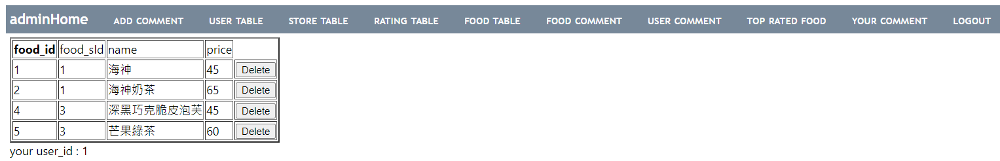 adminHome ADD COMMENT USER TABLE STORE TABLE RATING TABLE FOOD TABLE FOOD COMMENT USER COMMENT TOP RATED FOOD YOUR COMMENT LOGOUT
food_id food_sId name price
1 1 海神 45 Delete
2 1 海神奶茶 65 Delete
4 3 深黑巧克脆皮泡芙 45 Delete
5 3 芒果綠茶 60 Delete
your user_id : 1